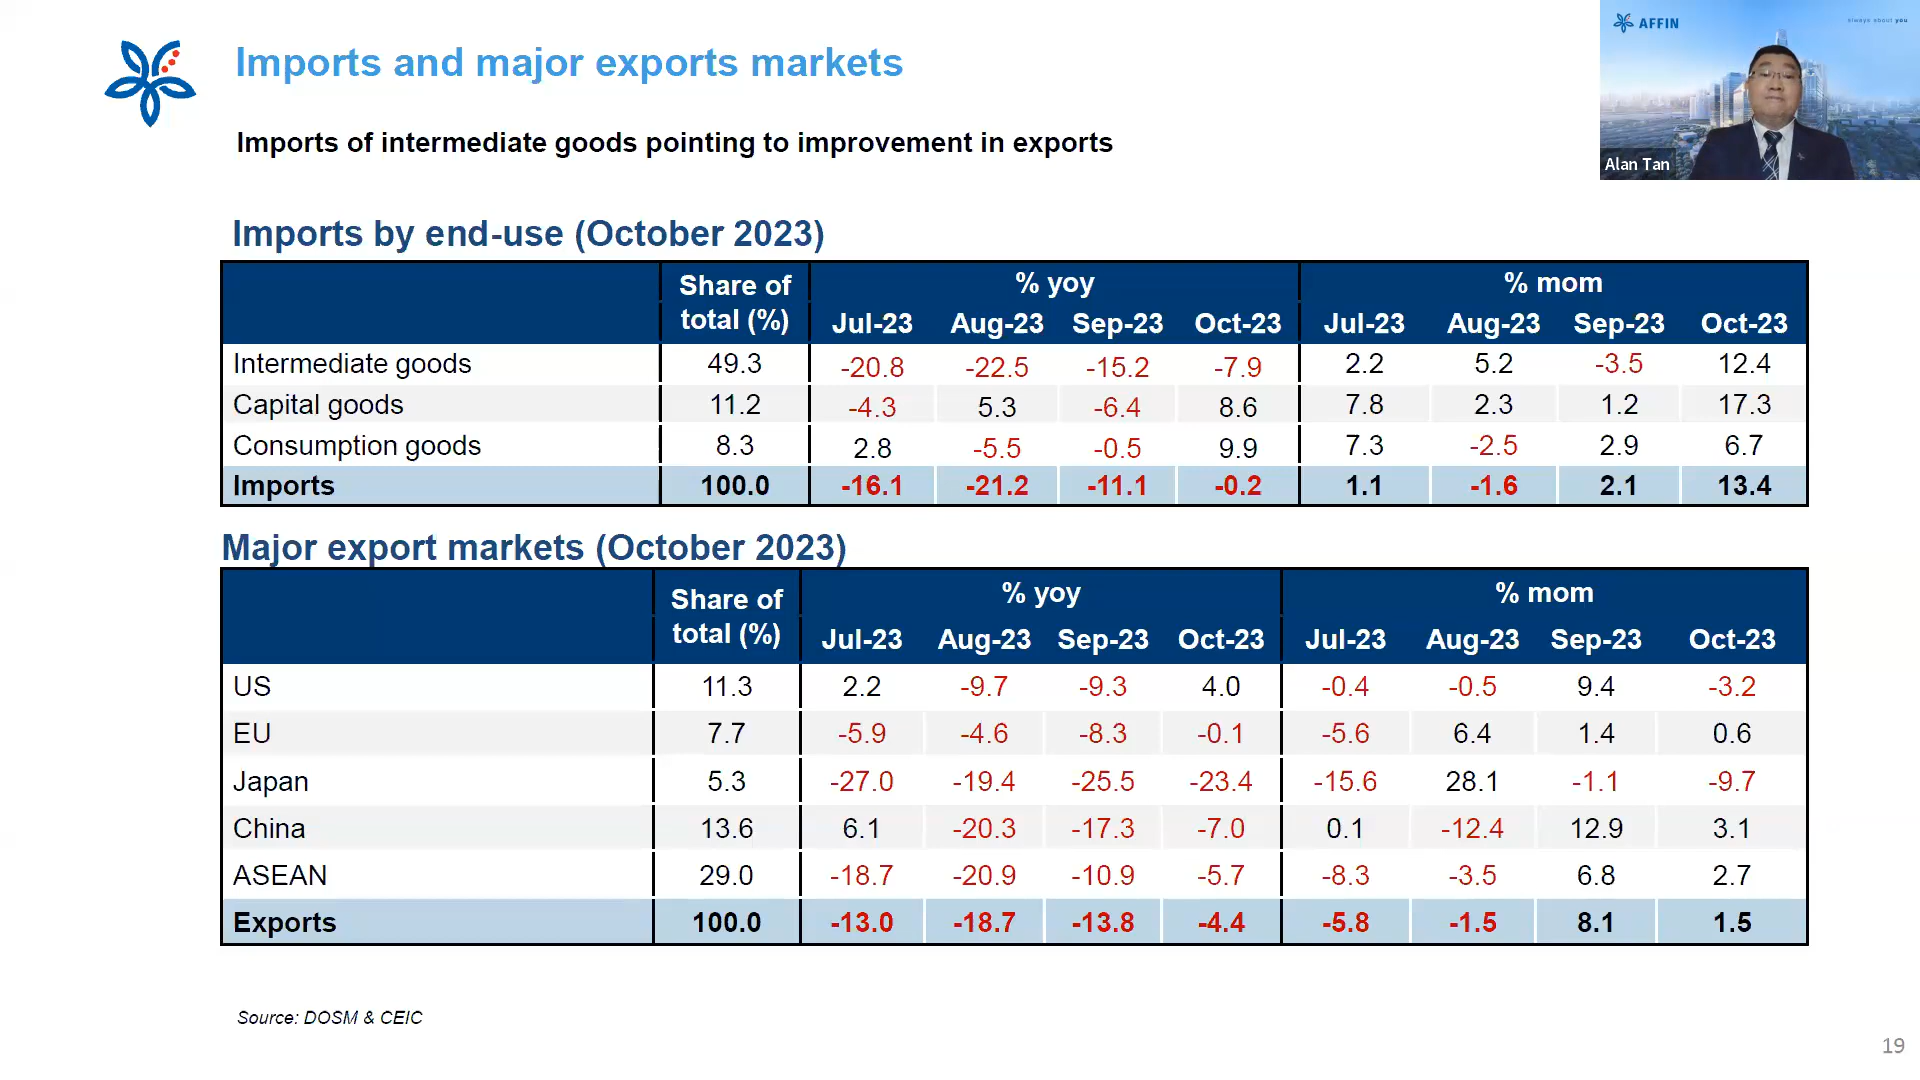 Imports and major exports markets
Imports of intermediate goods pointing to improvement in exports
AFFIN
always about you
Alan Tan
Imports by end-use (October 2023)
Share of total (%) % yoy % mom
Jul-23 Aug-23 Sep-23 Oct-23 Jul-23 Aug-23 Sep-23 Oct-23
Intermediate goods 49.3 -20.8 -22.5 -15.2 -7.9 2.2 5.2 -3.5 12.4
Capital goods 11.2 -4.3 5.3 -6.4 8.6 7.8 2.3 1.2 17.3
Consumption goods 8.3 2.8 -5.5 -0.5 9.9 7.3 -2.5 2.9 6.7
Imports 100.0 -16.1 -21.2 -11.1 -0.2 1.1 -1.6 2.1 13.4
Major export markets (October 2023)
Share of total (%) % yoy % mom
Jul-23 Aug-23 Sep-23 Oct-23 Jul-23 Aug-23 Sep-23 Oct-23
US 11.3 2.2 -9.7 -9.3 4.0 -0.4 -0.5 9.4 -3.2
EU 7.7 -5.9 -4.6 -8.3 -0.1 -5.6 6.4 1.4 0.6
Japan 5.3 -27.0 -19.4 -25.5 -23.4 -15.6 28.1 -1.1 -9.7
China 13.6 6.1 -20.3 -17.3 -7.0 0.1 -12.4 12.9 3.1
ASEAN 29.0 -18.7 -20.9 -10.9 -5.7 -8.3 -3.5 6.8 2.7
Exports 100.0 -13.0 -18.7 -13.8 -4.4 -5.8 -1.5 8.1 1.5
Source: DOSM & CEIC
19